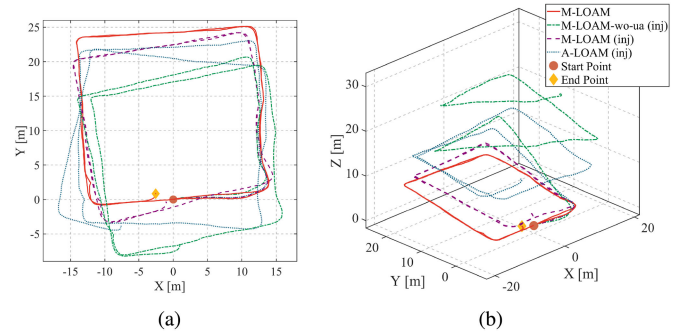 25
20
15
10
5
0
-5
Y [m]
-15
-10
-5
0
5
10
15
X [m]
(a)
M-LOAM
M-LOAM-wo-ua (inj)
M-LOAM (inj)
A-LOAM (inj)
Start Point
End Point
30
20
10
0
Z [m]
20
10
0
Y [m]
-20
0
20
X [m]
(b)